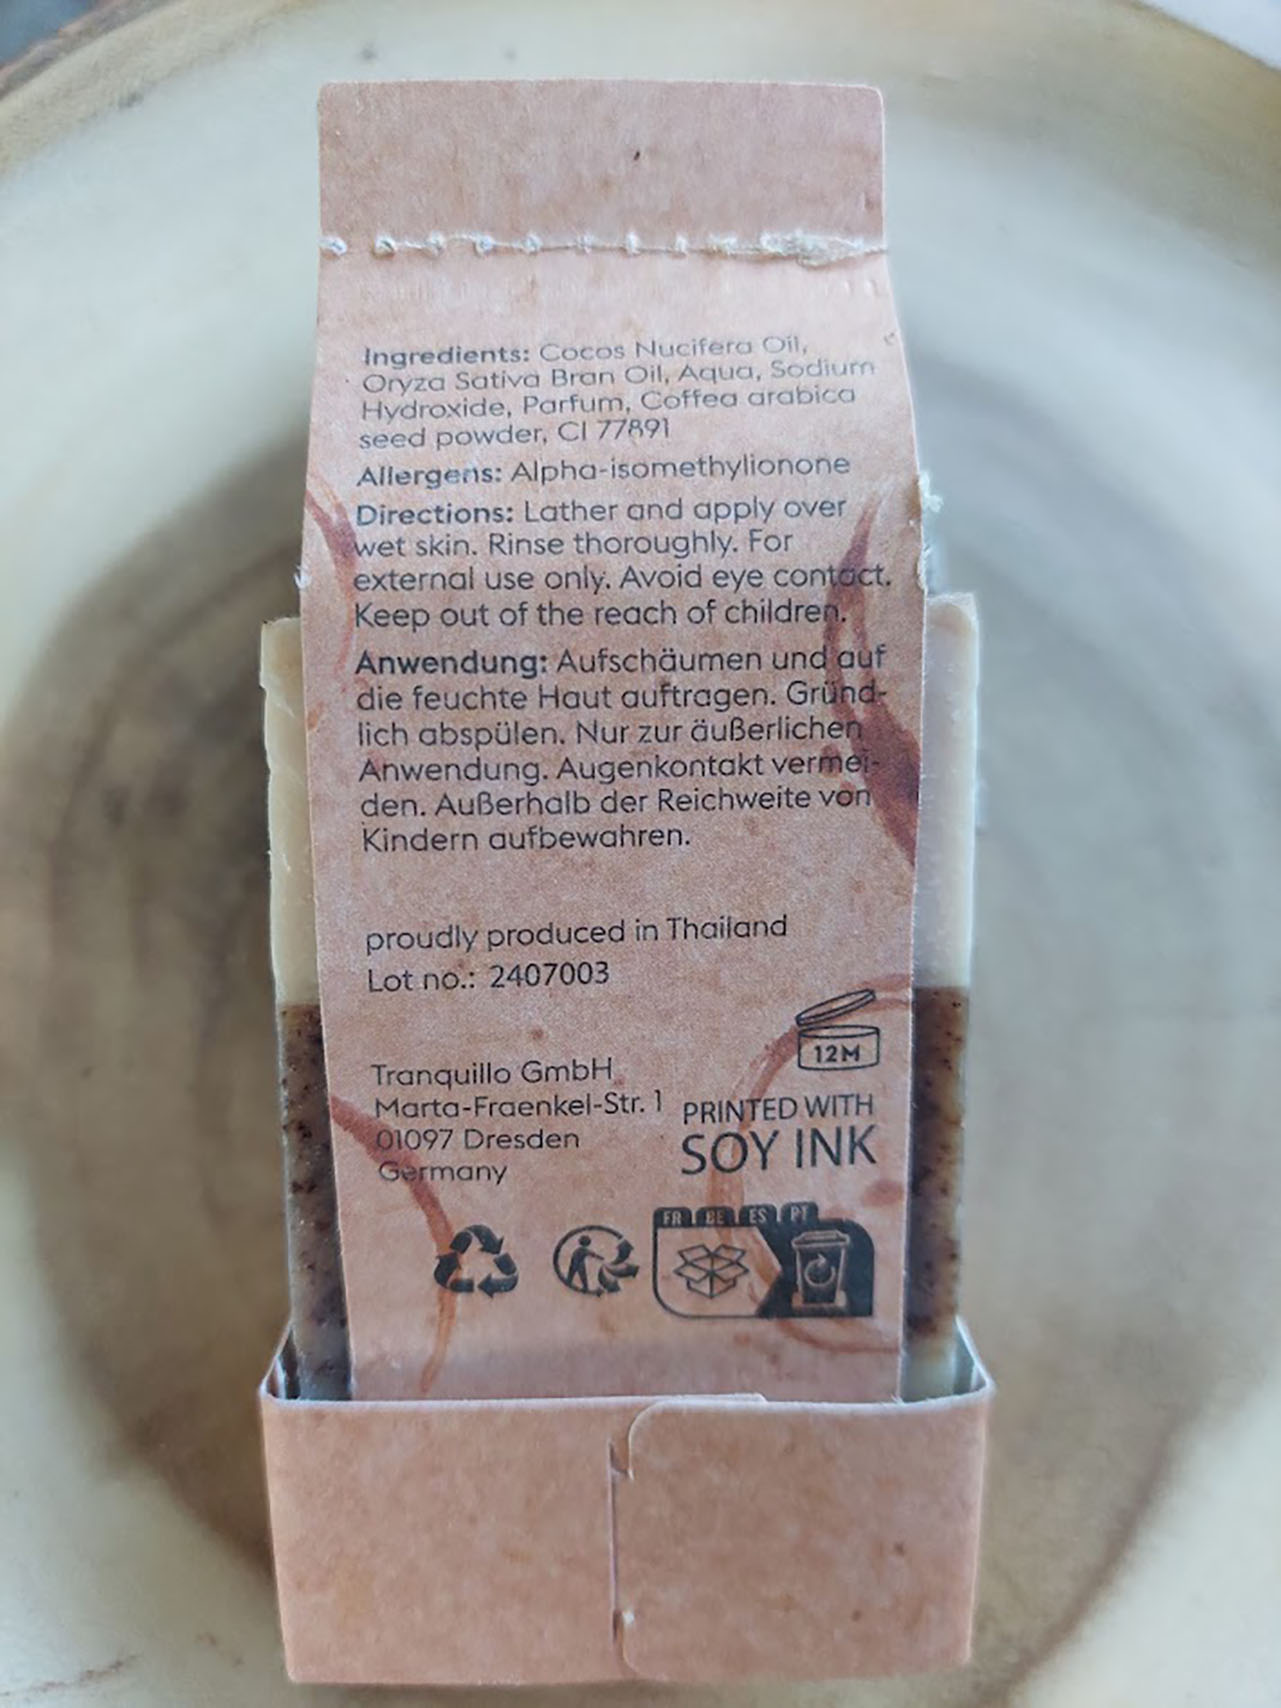 Ingredients: Cocos Nucifera Oil,
Oryza Sativa Bran Oil, Aqua, Sodium
Hydroxide, Parfum, Coffea arabica
seed powder, CI 77891
Allergens: Alpha-isomethylionone
Directions: Lather and apply over
wet skin. Rinse thoroughly. For
external use only. Avoid eye contact.
Keep out of the reach of children.
Anwendung: Aufschäumen und auf
die feuchte Haut auftragen. Gründ-
lich abspülen. Nur zur äußerlichen
Anwendung. Augenkontakt vermei-
den. Außerhalb der Reichweite von
Kindern aufbewahren.
proudly produced in Thailand
Lot no.: 2407003
12M
Tranquillo GmbH
Marta-Fraenkel-Str. 1
01097 Dresden
Germany
PRINTED WITH
SOY INK
FR BE ES PT